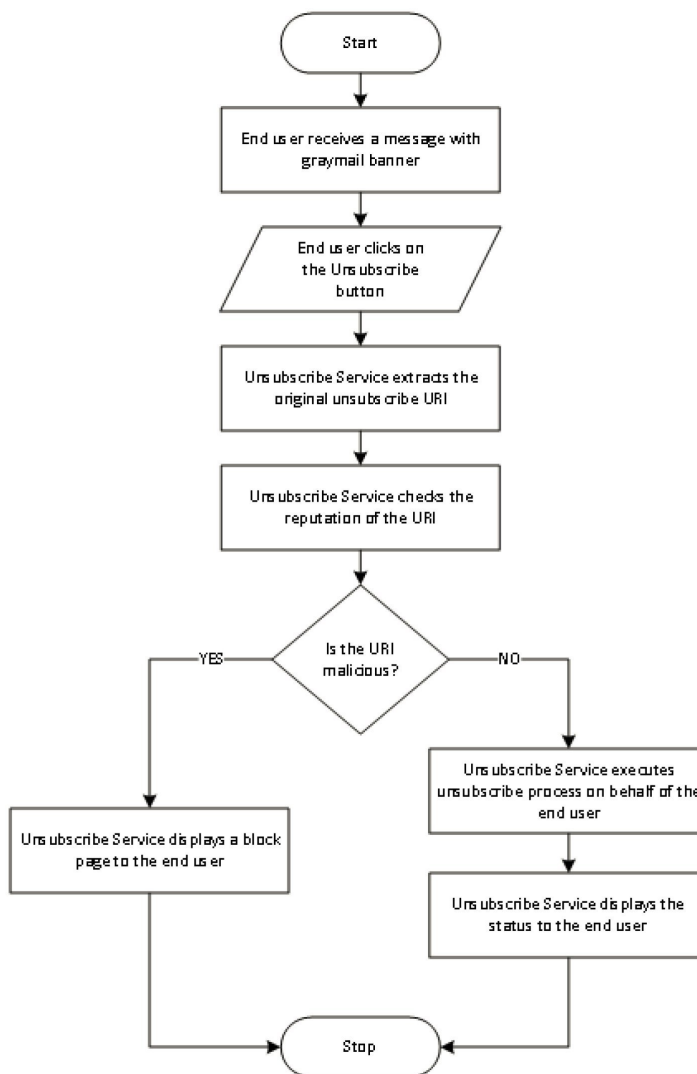 Start
End user receives a message with
graymail banner
End user clicks on
the Unsubscribe
button
Unsubscribe Service extracts the
original unsubscribe URI
Unsubscribe Service checks the
reputation of the URI
Is the URI
malicious?
YES
NO
Unsubscribe Service executes
unsubscribe process on behalf of the
end user
Unsubscribe Service displays a block
page to the end user
Unsubscribe Service displays the
status to the end user
Stop